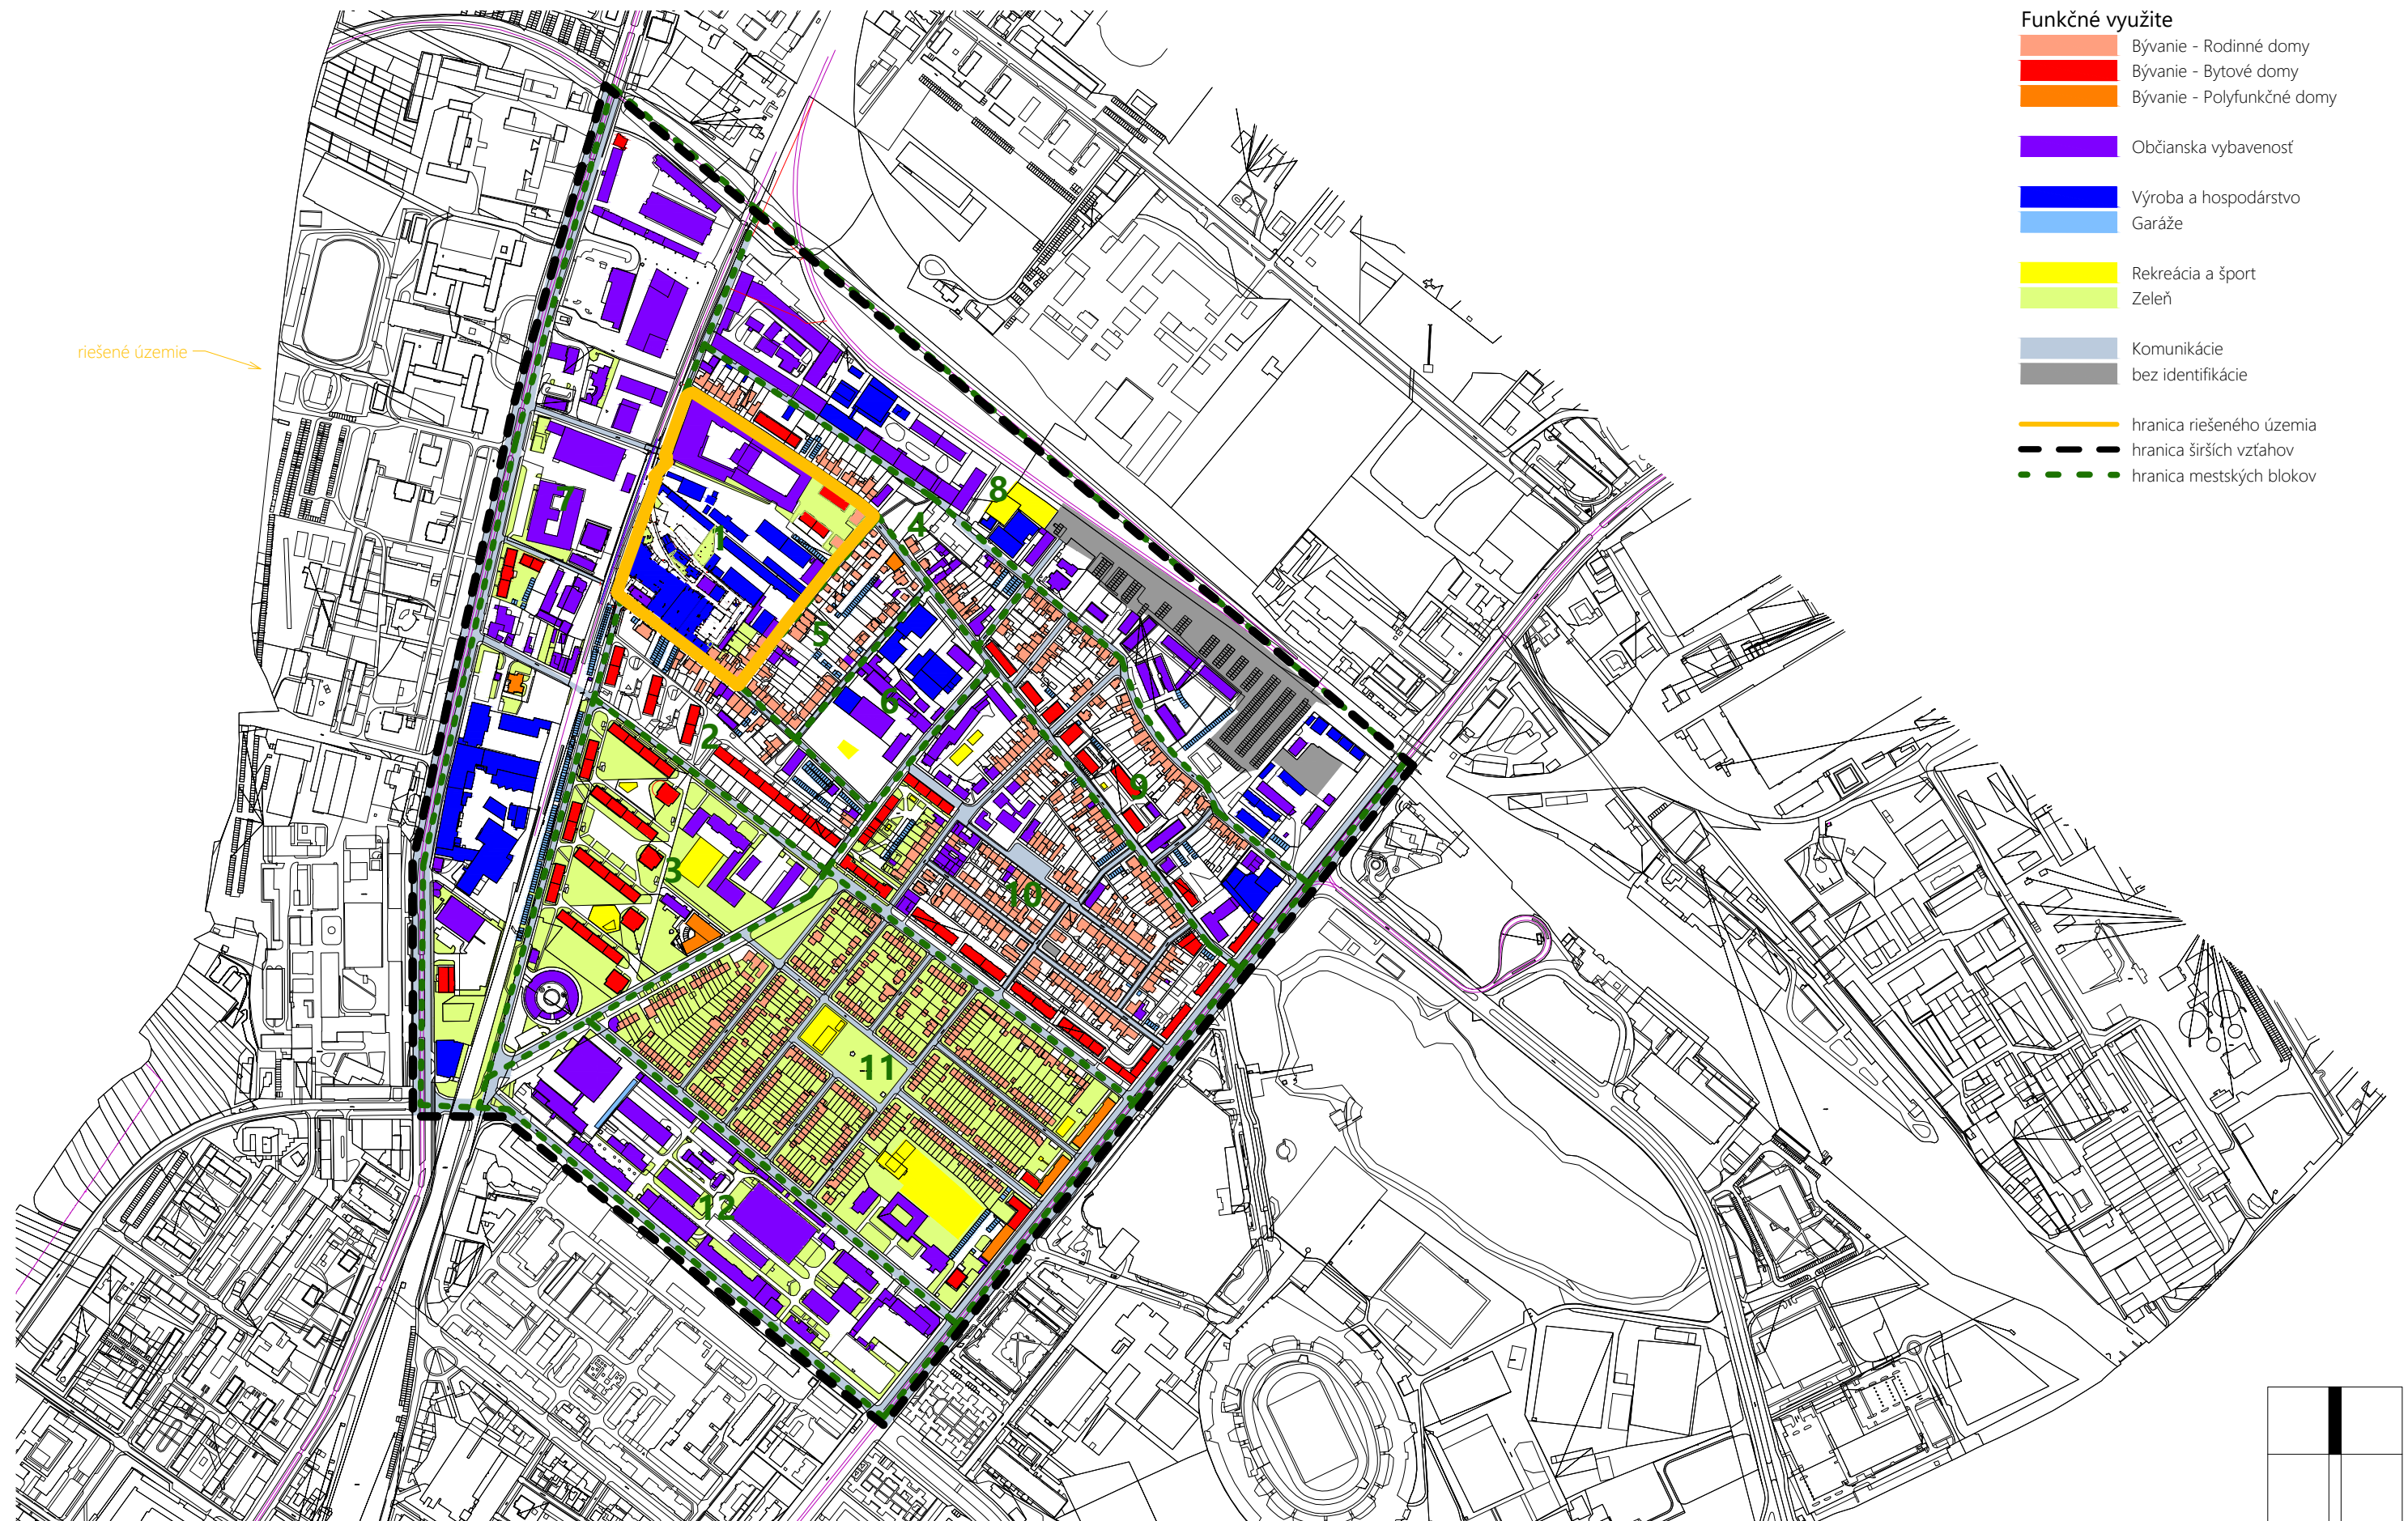 Funkčné využite
Bývanie - Rodinné domy
Bývanie - Bytové domy
Bývanie - Polyfunkčné domy
Občianska vybavenosť
Výroba a hospodárstvo
Garáže
Rekreácia a šport
Zeleň
Komunikácie
bez identifikácie
hranica riešeného územia
hranica širších vzťahov
hranica mestských blokov
riešené územie
7
1
8
4
5
6
2
9
3
10
11
12